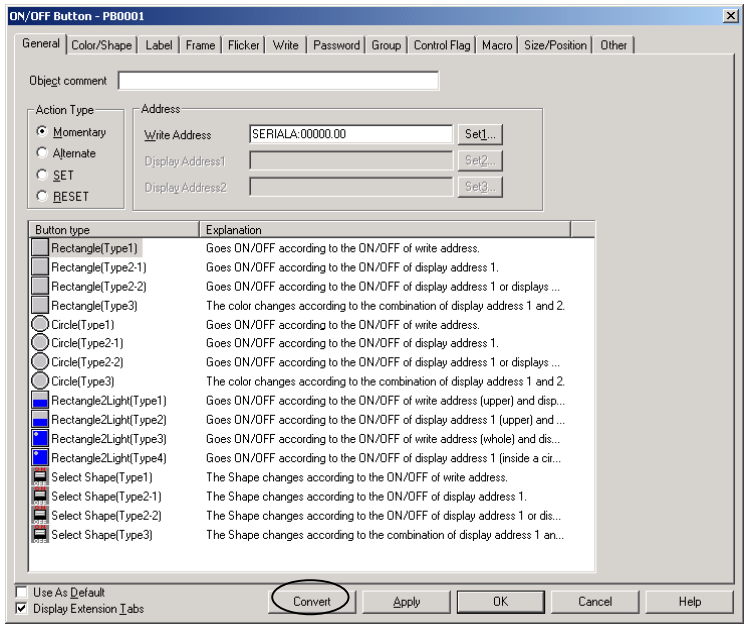 ON/OFF Button - PB0001
General Color/Shape Label Frame Flicker Write Password Group Control Flag Macro Size/Position Other
Object comment
Action Type
Address
Momentary
Write Address SERIALA:00000.00 Set1...
Alternate
Display Address1 Set2...
SET
Display Address2 Set3...
RESET
Button type Explanation
Rectangle(Type1) Goes ON/OFF according to the ON/OFF of write address.
Rectangle(Type2-1) Goes ON/OFF according to the ON/OFF of display address 1.
Rectangle(Type2-2) Goes ON/OFF according to the ON/OFF of display address 1 or displays ...
Rectangle(Type3) The color changes according to the combination of display address 1 and 2.
Circle(Type1) Goes ON/OFF according to the ON/OFF of write address.
Circle(Type2-1) Goes ON/OFF according to the ON/OFF of display address 1.
Circle(Type2-2) Goes ON/OFF according to the ON/OFF of display address 1 or displays ...
Circle(Type3) The color changes according to the combination of display address 1 and 2.
Rectangle2Light(Type1) Goes ON/OFF according to the ON/OFF of write address (upper) and disp...
Rectangle2Light(Type2) Goes ON/OFF according to the ON/OFF of display address 1 (upper) and ...
Rectangle2Light(Type3) Goes ON/OFF according to the ON/OFF of write address (whole) and dis...
Rectangle2Light(Type4) Goes ON/OFF according to the ON/OFF of display address 1 (inside a cir...
Select Shape(Type1) The Shape changes according to the ON/OFF of write address.
Select Shape(Type2-1) The Shape changes according to the ON/OFF of display address 1.
Select Shape(Type2-2) The Shape changes according to the ON/OFF of display address 1 or dis...
Select Shape(Type3) The Shape changes according to the combination of display address 1 an...
Use As Default
Display Extension Tabs
Convert Apply OK Cancel Help